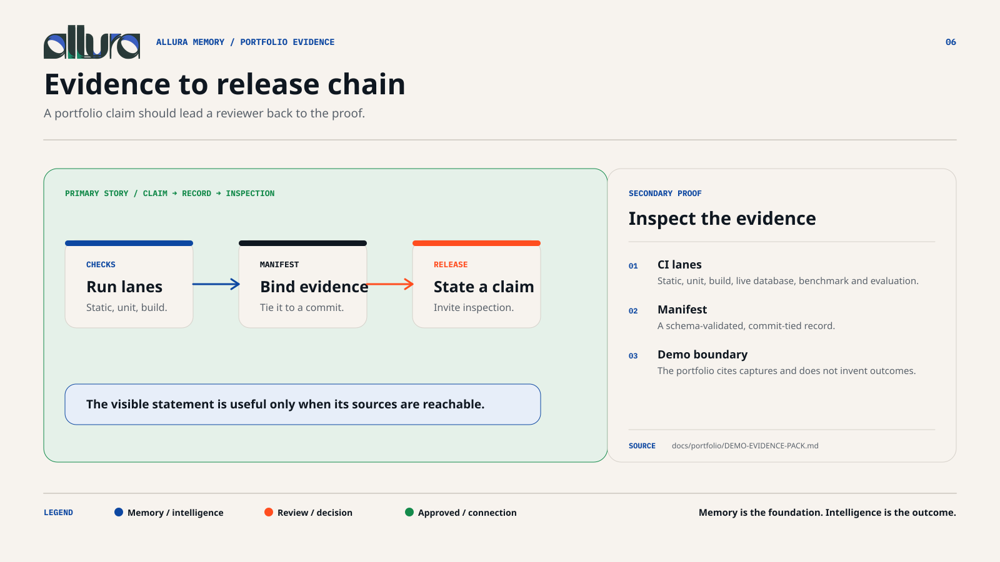 allura
ALLURA MEMORY / PORTFOLIO EVIDENCE
06
Evidence to release chain
A portfolio claim should lead a reviewer back to the proof.
PRIMARY STORY / CLAIM → RECORD → INSPECTION
CHECKS
Run lanes
Static, unit, build.
MANIFEST
Bind evidence
Tie it to a commit.
RELEASE
State a claim
Invite inspection.
The visible statement is useful only when its sources are reachable.
SECONDARY PROOF
Inspect the evidence
01 CI lanes
Static, unit, build, live database, benchmark and evaluation.
02 Manifest
A schema-validated, commit-tied record.
03 Demo boundary
The portfolio cites captures and does not invent outcomes.
SOURCE docs/portfolio/DEMO-EVIDENCE-PACK.md
LEGEND Memory / intelligence Review / decision Approved / connection
Memory is the foundation. Intelligence is the outcome.